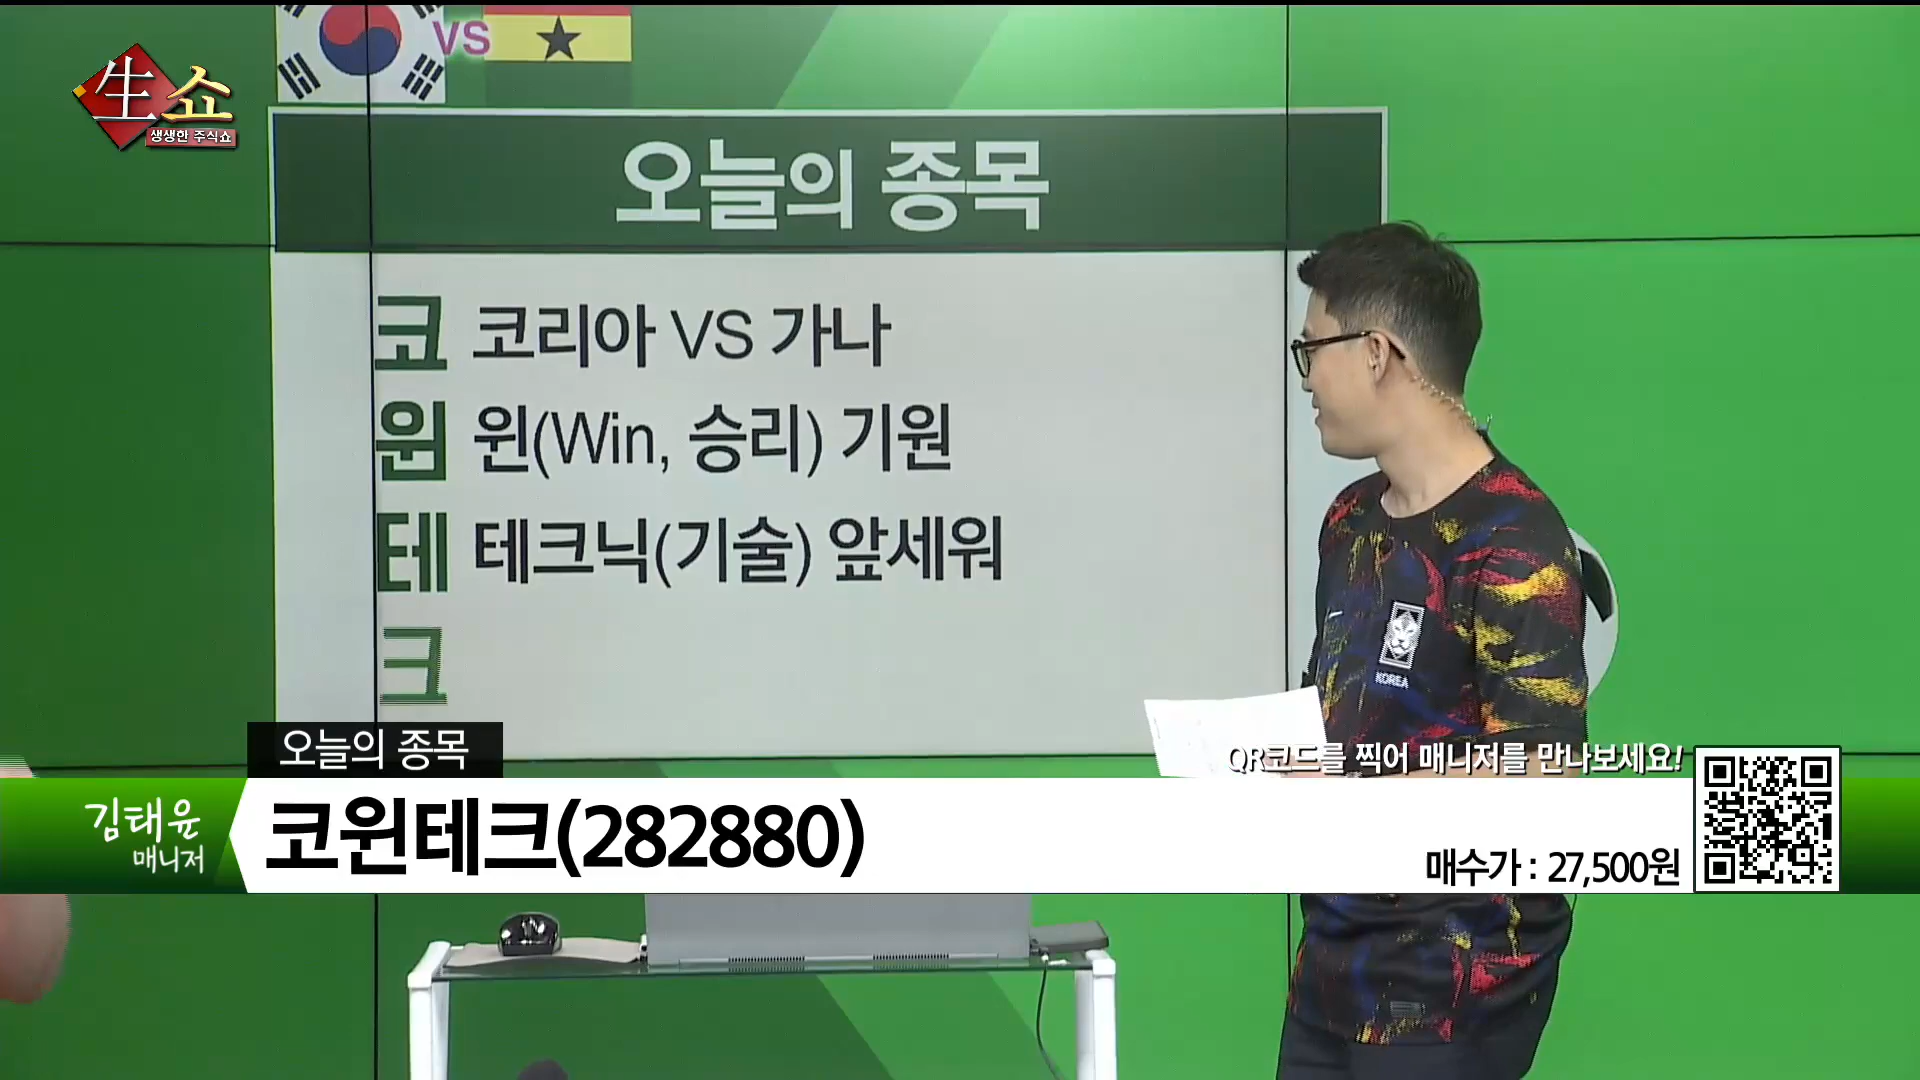 VS
生쇼
생생한 주식쇼
오늘의 종목
코 코리아 VS 가나
윈 윈(Win, 승리) 기원
테 테크닉(기술) 앞세워
크
KOREA
오늘의 종목
QR코드를 찍어 매니저를 만나보세요!
김태윤
매니저
코윈테크(282880)
매수가 : 27,500원